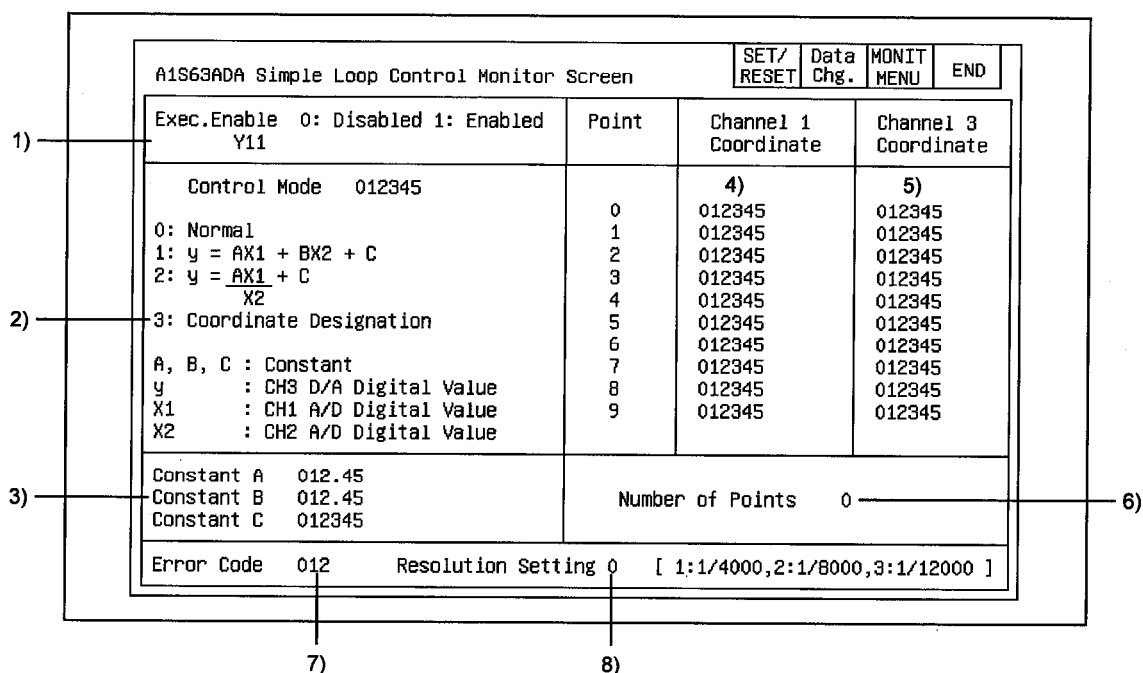 A1S63ADA Simple Loop Control Monitor Screen
SET/ RESET
Data Chg.
MONIT MENU
END
1)
Exec.Enable 0: Disabled 1: Enabled
Y11
Point
Channel 1
Coordinate
Channel 3
Coordinate
Control Mode 012345
0: Normal
1: y = AX1 + BX2 + C
2: y = AX1 + C
X2
2)
3: Coordinate Designation
A, B, C : Constant
y : CH3 D/A Digital Value
X1 : CH1 A/D Digital Value
X2 : CH2 A/D Digital Value
4) 5)
0 012345 012345
1 012345 012345
2 012345 012345
3 012345 012345
4 012345 012345
5 012345 012345
6 012345 012345
7 012345 012345
8 012345 012345
9 012345 012345
Constant A 012.45
3)
Constant B 012.45
Constant C 012345
Number of Points 0
6)
Error Code 012 Resolution Setting 0 [ 1:1/4000,2:1/8000,3:1/12000 ]
7) 8)